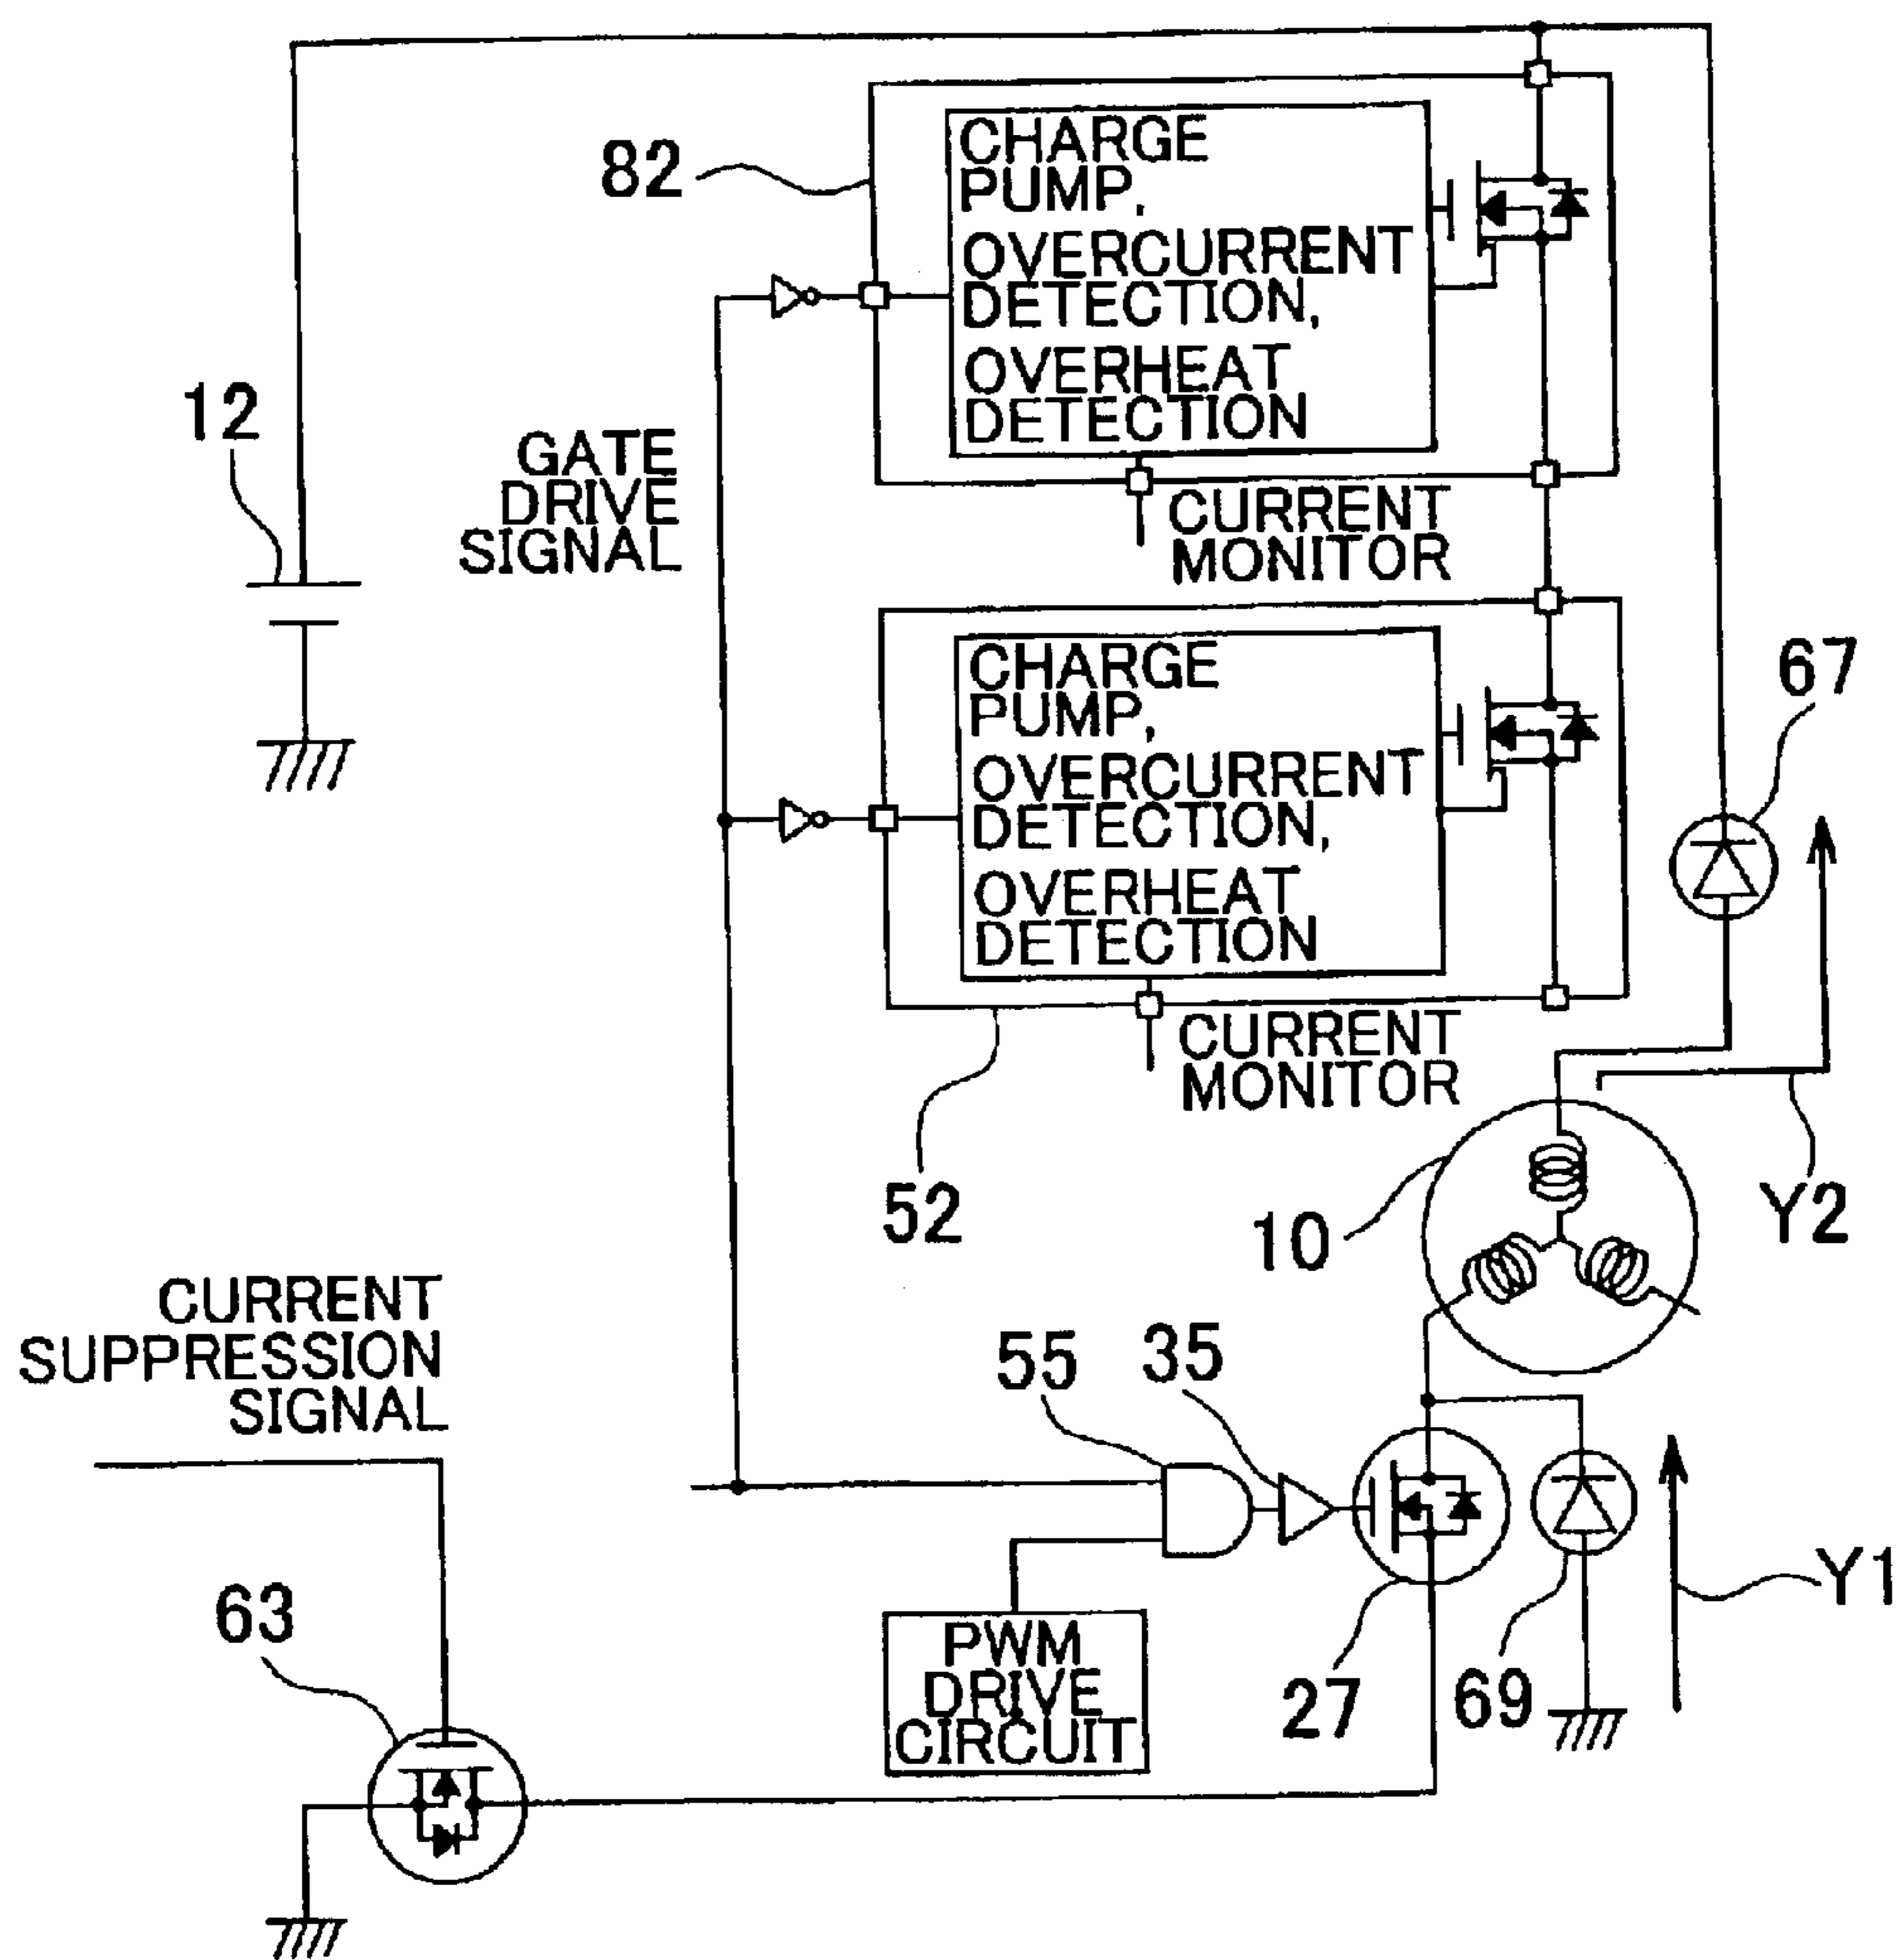 82
CHARGE
PUMP,
OVERCURRENT
DETECTION,
OVERHEAT
DETECTION
12
GATE
DRIVE
SIGNAL
CURRENT
MONITOR
CHARGE
PUMP,
OVERCURRENT
DETECTION,
OVERHEAT
DETECTION
67
CURRENT
MONITOR
52
10
Y2
CURRENT
SUPPRESSION
SIGNAL
55
35
63
PWM
DRIVE
CIRCUIT
27
69
Y1